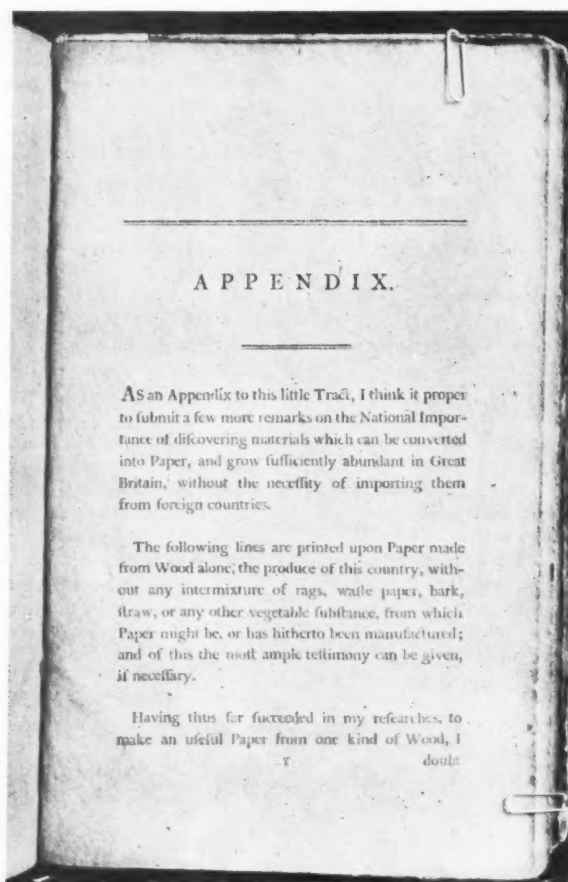 APPENDIX.
AS an Appendix to this little Tract, I think it proper
to ſubmit a few more remarks on the National Impor-
tance of diſcovering materials which can be converted
into Paper, and grow ſufficiently abundant in Great
Britain, without the neceſſity of importing them
from foreign countries.
The following lines are printed upon Paper made
from Wood alone, the produce of this country, with-
out any intermixture of rags, waſte paper, bark,
ſtraw, or any other vegetable ſubſtance, from which
Paper might be, or has hitherto been manufactured;
and of this the moſt ample teſtimony can be given,
if neceſſary.
Having thus far ſucceeded in my reſearches, to
make an uſeful Paper from one kind of Wood, I
Y doubt